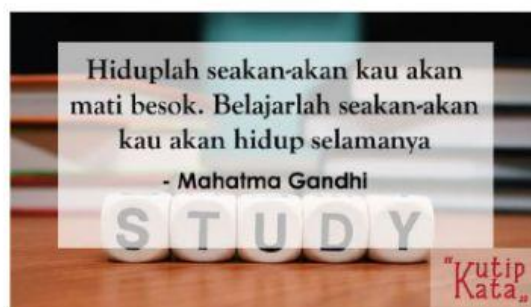 Hiduplah seakan-akan kau akan
mati besok. Belajarlah seakan-akan
kau akan hidup selamanya
- Mahatma Gandhi
STUDY
"Kutip
Kata"